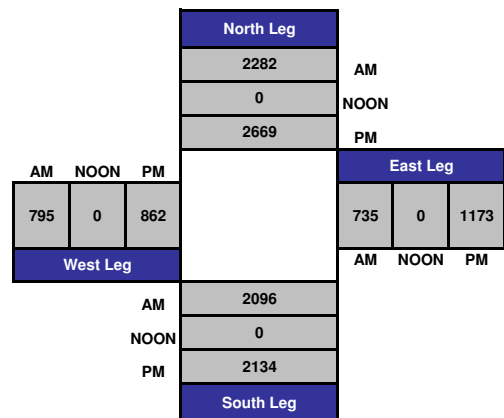 North Leg
2282 AM
0 NOON
2669 PM
AM NOON PM
East Leg
795 0 862
735 0 1173
West Leg
AM NOON PM
AM 2096
NOON 0
PM 2134
South Leg